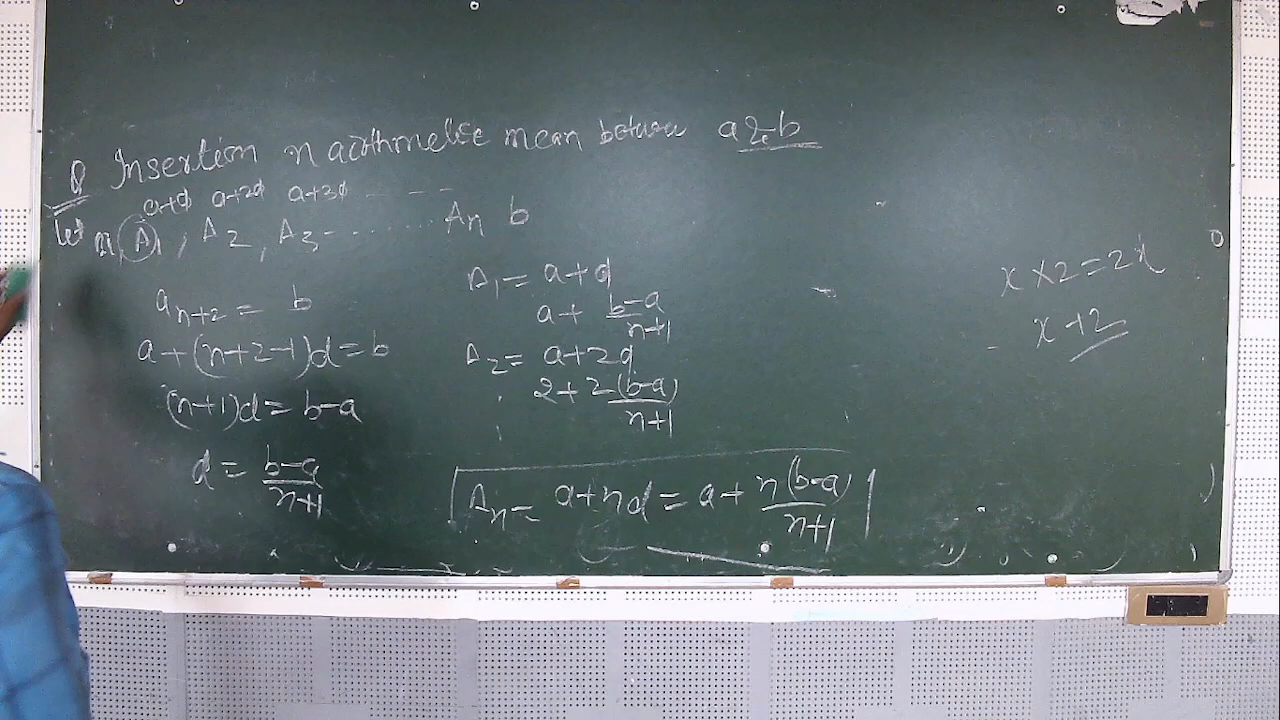 Q Insertion n arithmetic mean between a & b
a+d a+2d a+3d ......
Let a, A₁, A₂, A₃ ........ Aₙ b
aₙ₊₂ = b
a+(n+2-1)d=b
(n+1)d= b-a
d = (b-a)/(n+1)
A₁ = a+d
a + (b-a)/(n+1)
A₂ = a+2d
2+ 2(b-a)/(n+1)
Aₙ = a+nd = a+ n(b-a)/(n+1)
x × 2 = 2x
x+2